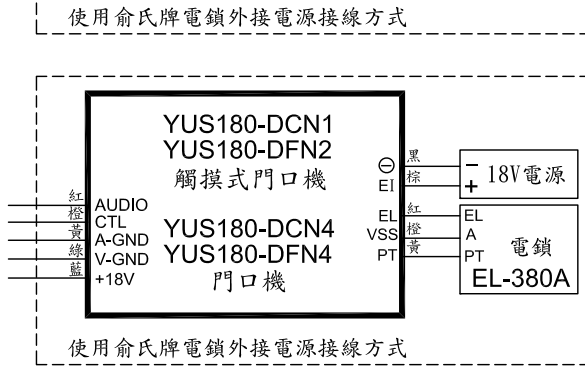 使用俞氏牌電鎖外接電源接線方式
YUS180-DCN1
YUS180-DFN2
觸摸式門口機
YUS180-DCN4
YUS180-DFN4
門口機
紅 AUDIO
橙 CTL
黃 A-GND
綠 V-GND
藍 +18V
⊖ 黑 −
EI 棕 +
18V電源
EL 紅 EL
VSS 橙 A
PT 黃 PT
電鎖
EL-380A
使用俞氏牌電鎖外接電源接線方式